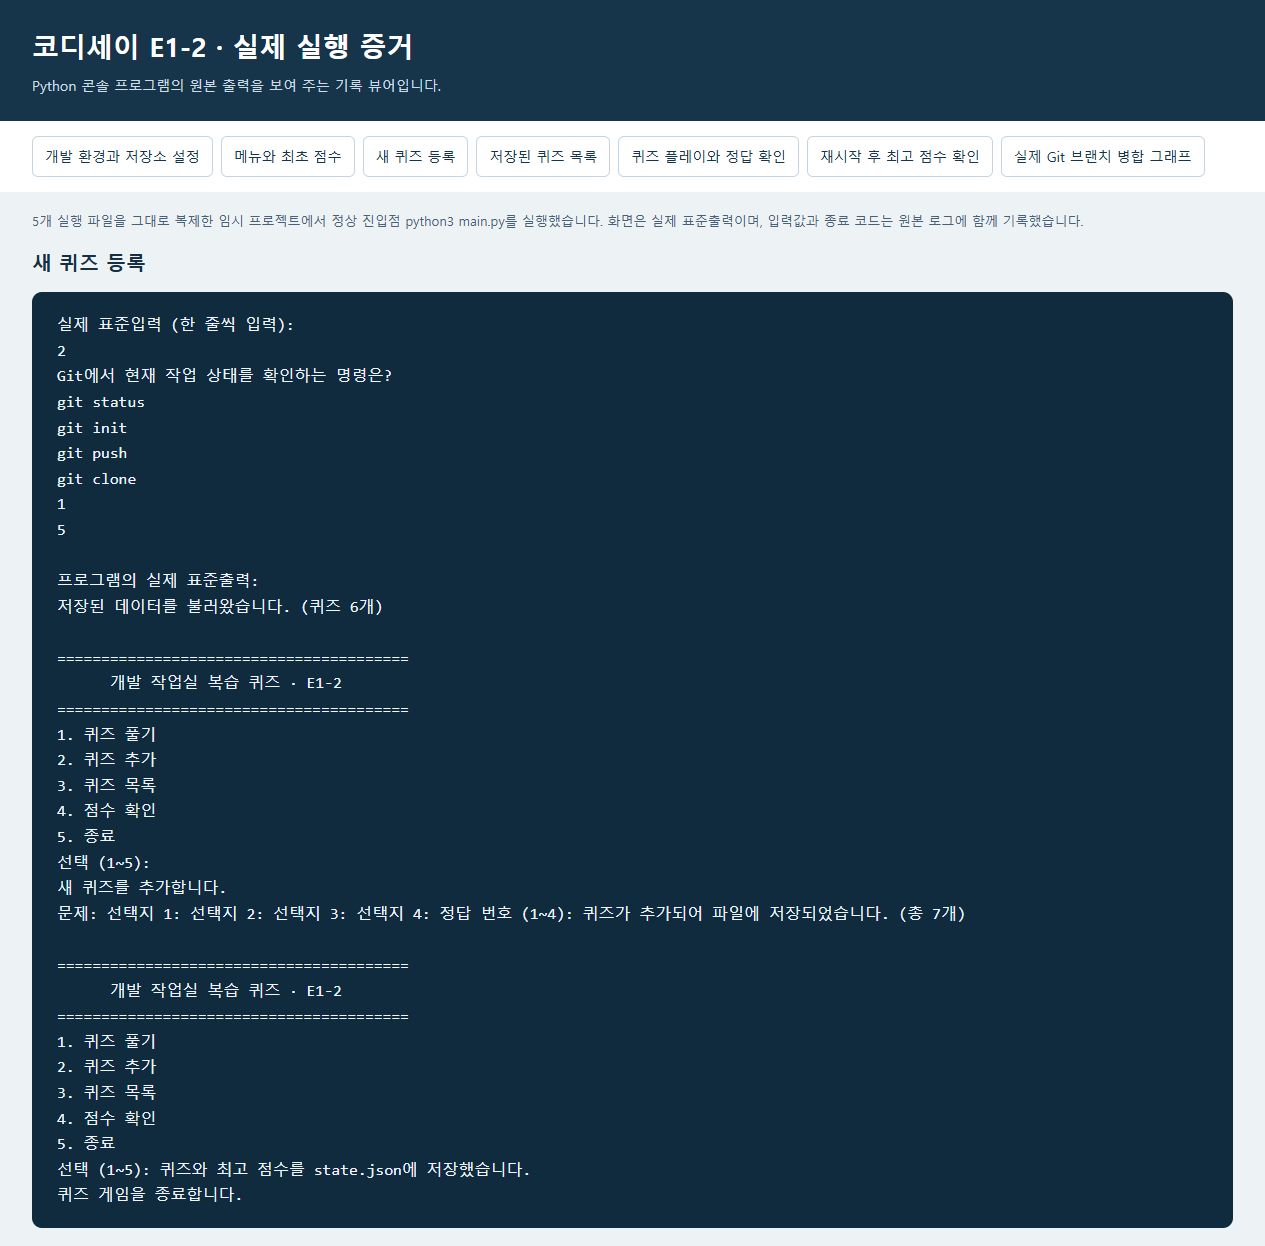 코디세이 E1-2 · 실제 실행 증거
Python 콘솔 프로그램의 원본 출력을 보여 주는 기록 뷰어입니다.
개발 환경과 저장소 설정
메뉴와 최초 점수
새 퀴즈 등록
저장된 퀴즈 목록
퀴즈 플레이와 정답 확인
재시작 후 최고 점수 확인
실제 Git 브랜치 병합 그래프
5개 실행 파일을 그대로 복제한 임시 프로젝트에서 정상 진입점 python3 main.py를 실행했습니다. 화면은 실제 표준출력이며, 입력값과 종료 코드는 원본 로그에 함께 기록했습니다.
새 퀴즈 등록
실제 표준입력 (한 줄씩 입력):
2
Git에서 현재 작업 상태를 확인하는 명령은?
git status
git init
git push
git clone
1
5
프로그램의 실제 표준출력:
저장된 데이터를 불러왔습니다. (퀴즈 6개)
========================================
개발 작업실 복습 퀴즈 · E1-2
========================================
1. 퀴즈 풀기
2. 퀴즈 추가
3. 퀴즈 목록
4. 점수 확인
5. 종료
선택 (1~5):
새 퀴즈를 추가합니다.
문제: 선택지 1: 선택지 2: 선택지 3: 선택지 4: 정답 번호 (1~4): 퀴즈가 추가되어 파일에 저장되었습니다. (총 7개)
========================================
개발 작업실 복습 퀴즈 · E1-2
========================================
1. 퀴즈 풀기
2. 퀴즈 추가
3. 퀴즈 목록
4. 점수 확인
5. 종료
선택 (1~5): 퀴즈와 최고 점수를 state.json에 저장했습니다.
퀴즈 게임을 종료합니다.